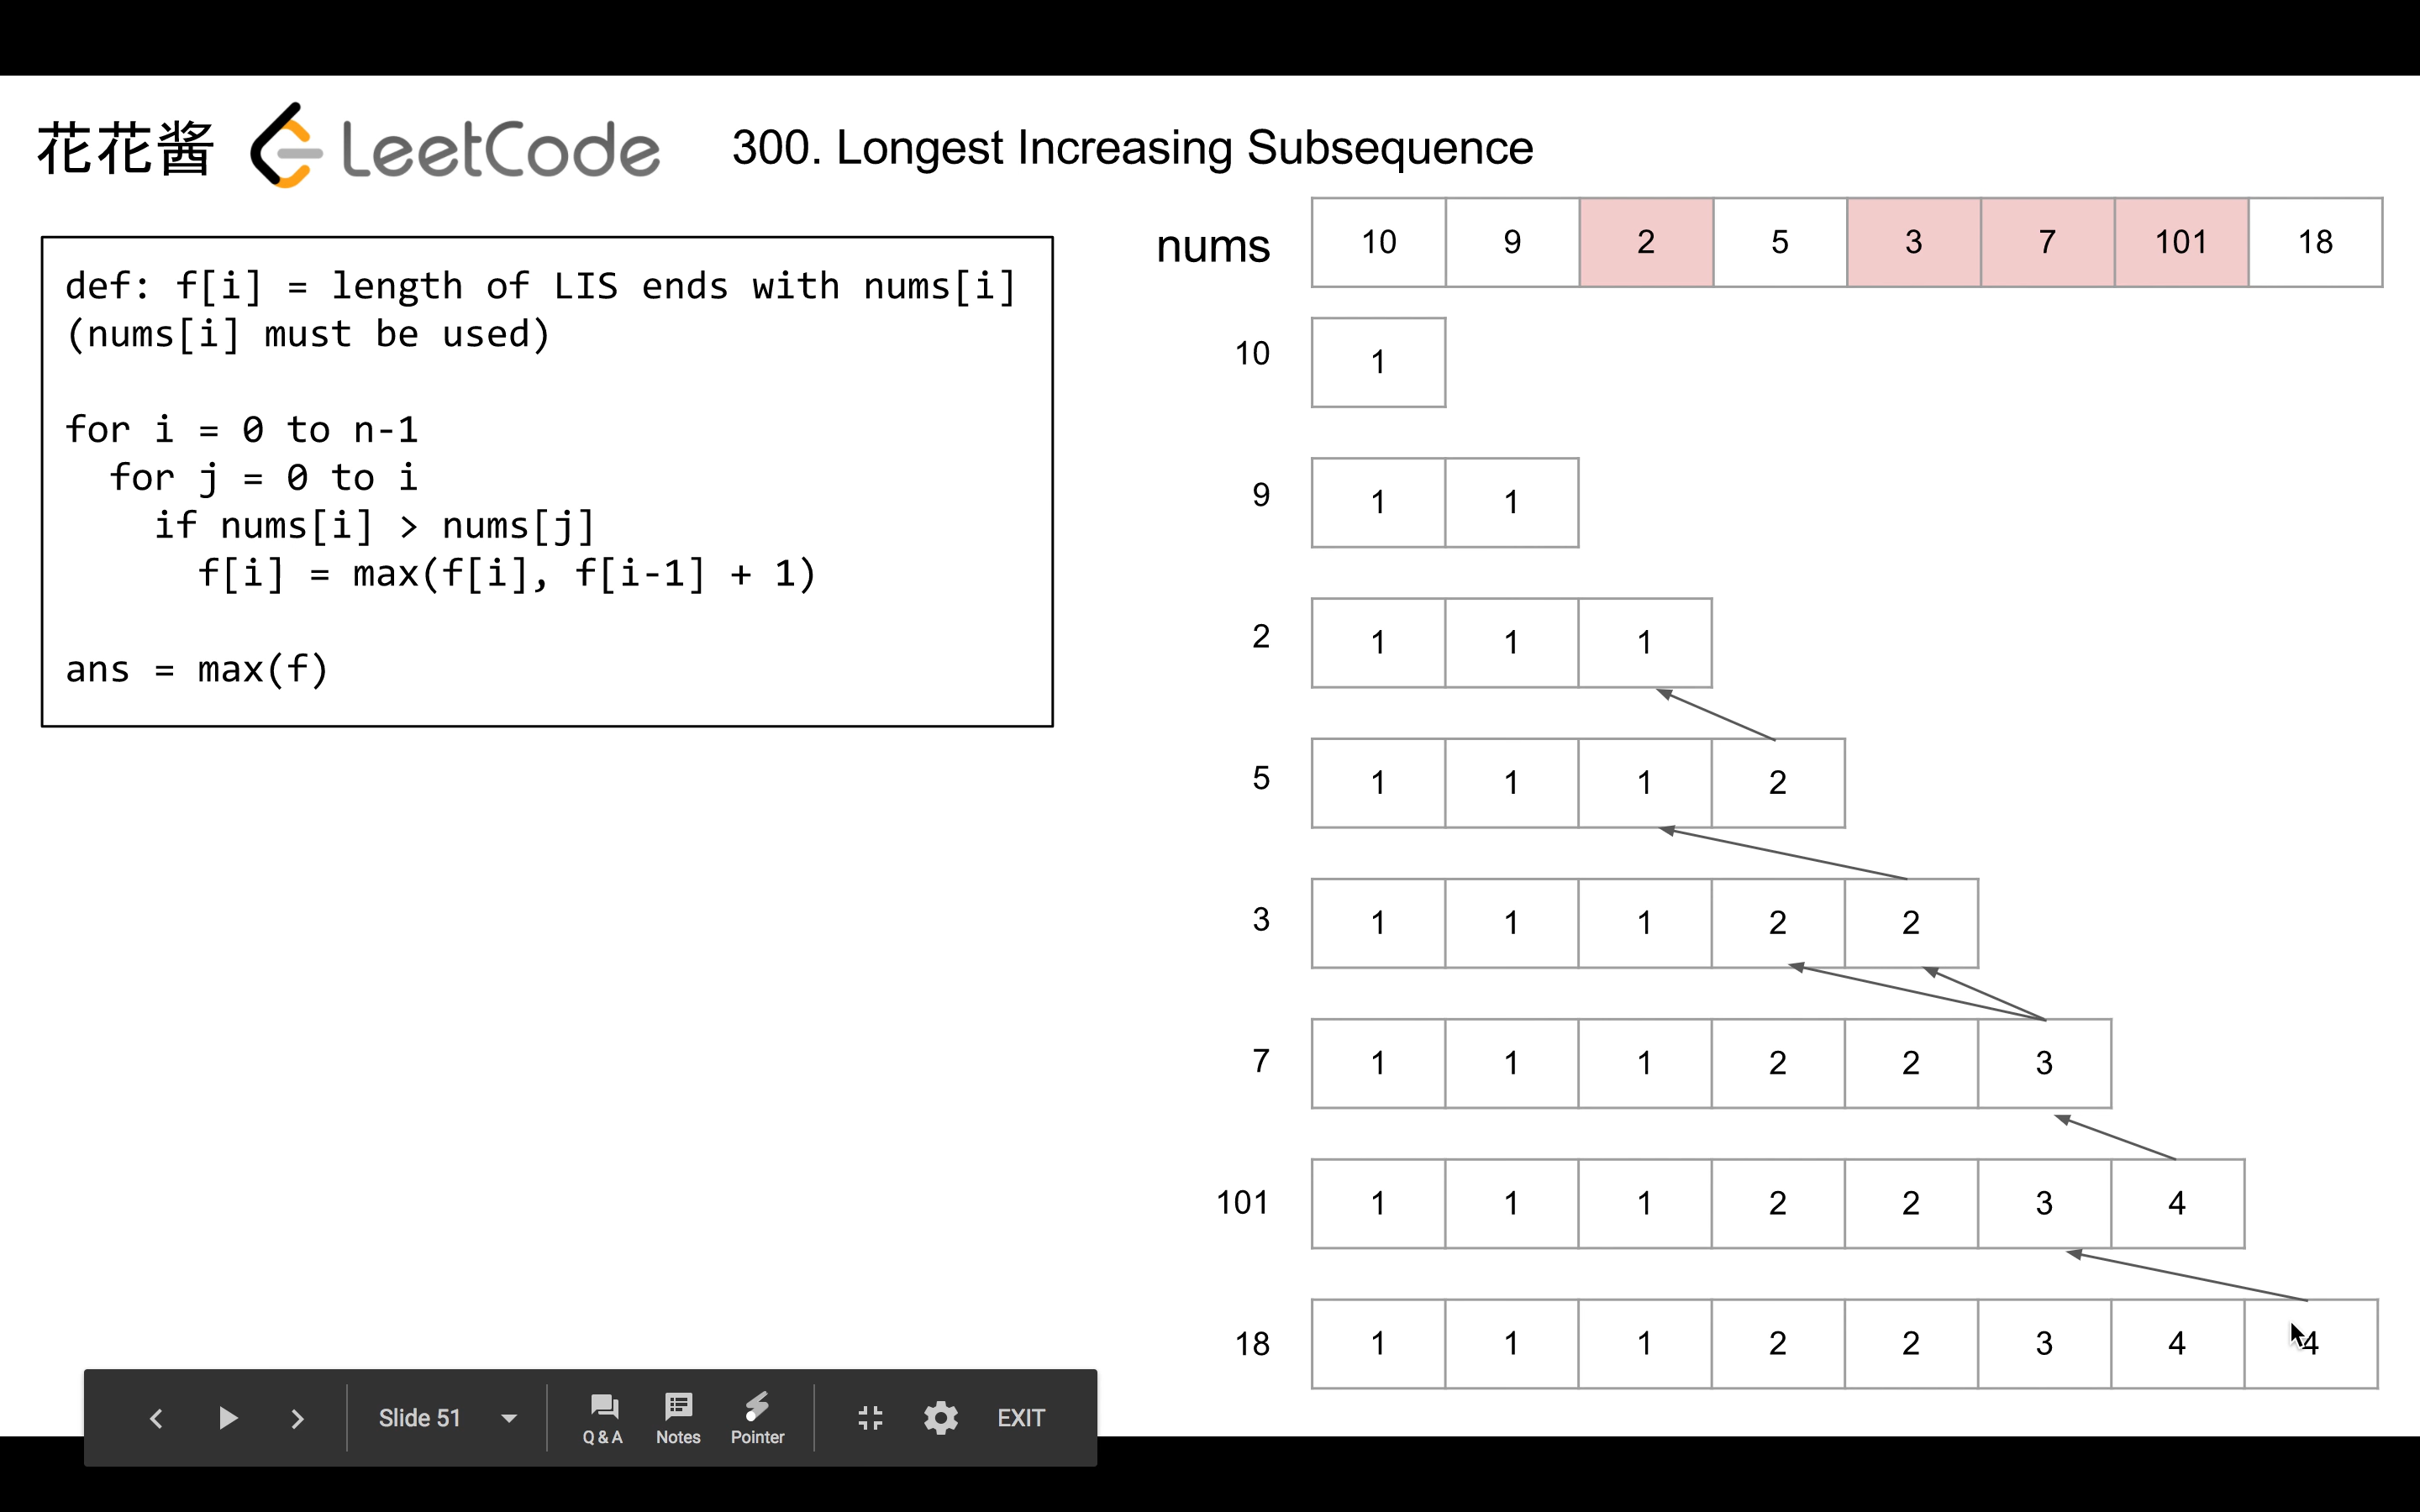 花花酱 LeetCode 300. Longest Increasing Subsequence
def: f[i] = length of LIS ends with nums[i]
(nums[i] must be used)
for i = 0 to n-1
for j = 0 to i
if nums[i] > nums[j]
f[i] = max(f[i], f[i-1] + 1)
ans = max(f)
nums 10 9 2 5 3 7 101 18
10 1
9 1 1
2 1 1 1
5 1 1 1 2
3 1 1 1 2 2
7 1 1 1 2 2 3
101 1 1 1 2 2 3 4
18 1 1 1 2 2 3 4 4
Slide 51
Q & A
Notes
Pointer
EXIT